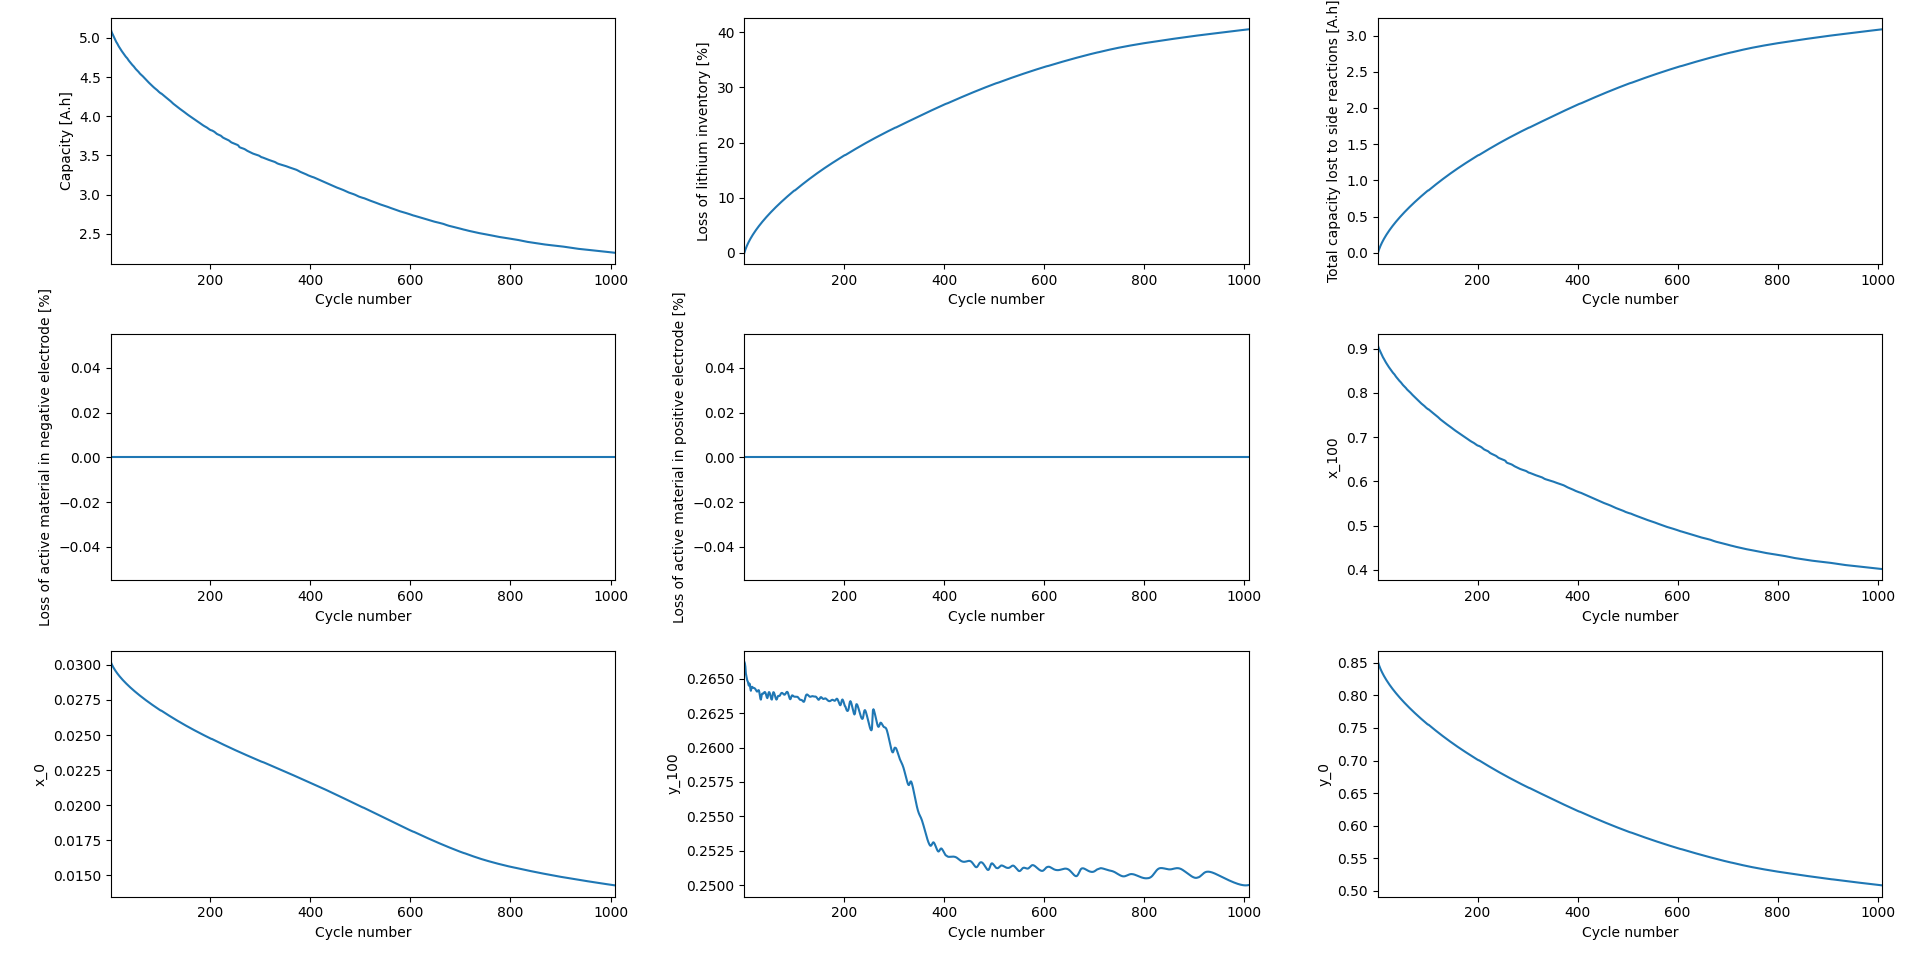 Capacity [A.h]
5.0
4.5
4.0
3.5
3.0
2.5
200 400 600 800 1000
Cycle number
Loss of lithium inventory [%]
40
30
20
10
0
200 400 600 800 1000
Cycle number
Total capacity lost to side reactions [A.h]
3.0
2.5
2.0
1.5
1.0
0.5
0.0
200 400 600 800 1000
Cycle number
Loss of active material in negative electrode [%]
0.04
0.02
0.00
−0.02
−0.04
200 400 600 800 1000
Cycle number
Loss of active material in positive electrode [%]
0.04
0.02
0.00
−0.02
−0.04
200 400 600 800 1000
Cycle number
x_100
0.9
0.8
0.7
0.6
0.5
0.4
200 400 600 800 1000
Cycle number
x_0
0.0300
0.0275
0.0250
0.0225
0.0200
0.0175
0.0150
200 400 600 800 1000
Cycle number
y_100
0.2650
0.2625
0.2600
0.2575
0.2550
0.2525
0.2500
200 400 600 800 1000
Cycle number
y_0
0.85
0.80
0.75
0.70
0.65
0.60
0.55
0.50
200 400 600 800 1000
Cycle number